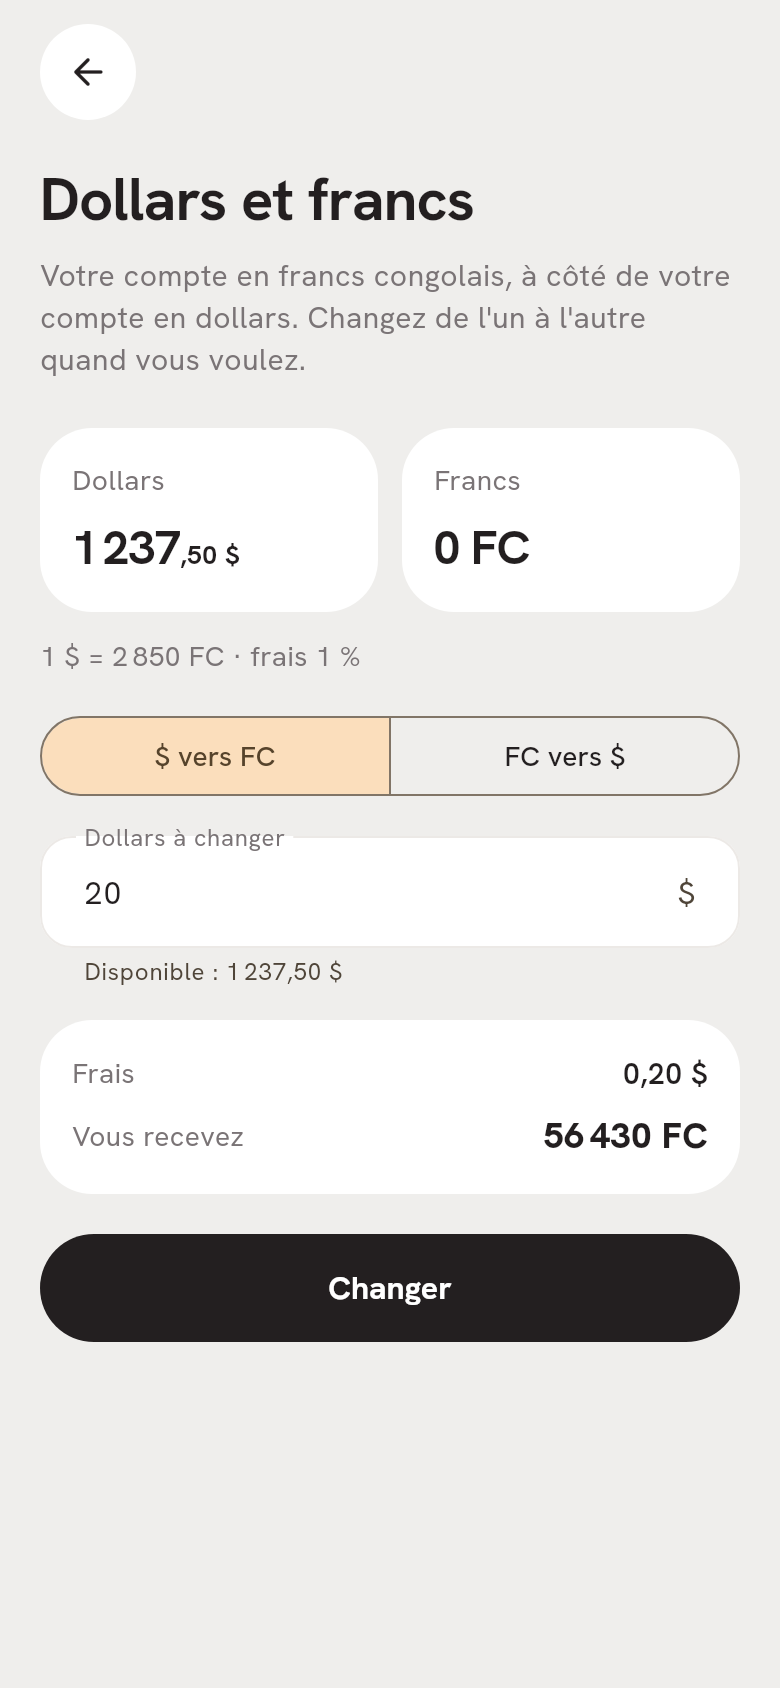 Dollars et francs
Votre compte en francs congolais, à côté de votre
compte en dollars. Changez de l'un à l'autre
quand vous voulez.
Dollars
1 237,50 $
Francs
0 FC
1 $ = 2 850 FC · frais 1 %
$ vers FC
FC vers $
Dollars à changer
20 $
Disponible : 1 237,50 $
Frais 0,20 $
Vous recevez 56 430 FC
Changer